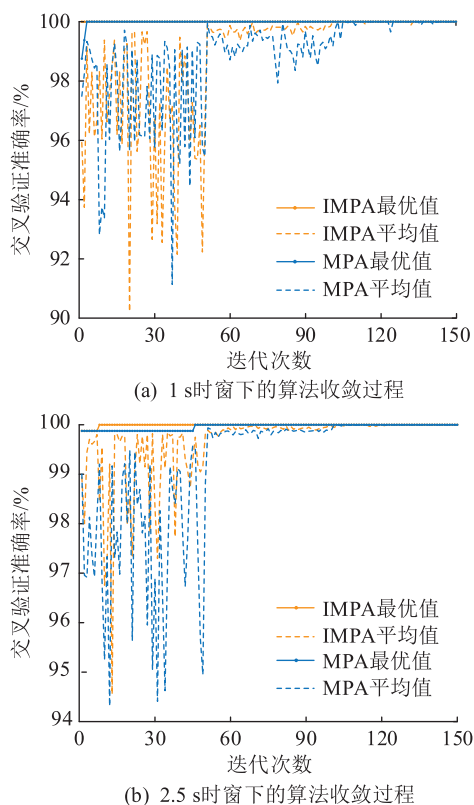 100
98
96
94
92
90
交叉验证准确率/%
IMPA最优值
IMPA平均值
MPA最优值
MPA平均值
0 30 60 90 120 150
迭代次数
(a) 1 s时窗下的算法收敛过程
100
99
98
97
96
95
94
交叉验证准确率/%
IMPA最优值
IMPA平均值
MPA最优值
MPA平均值
0 30 60 90 120 150
迭代次数
(b) 2.5 s时窗下的算法收敛过程